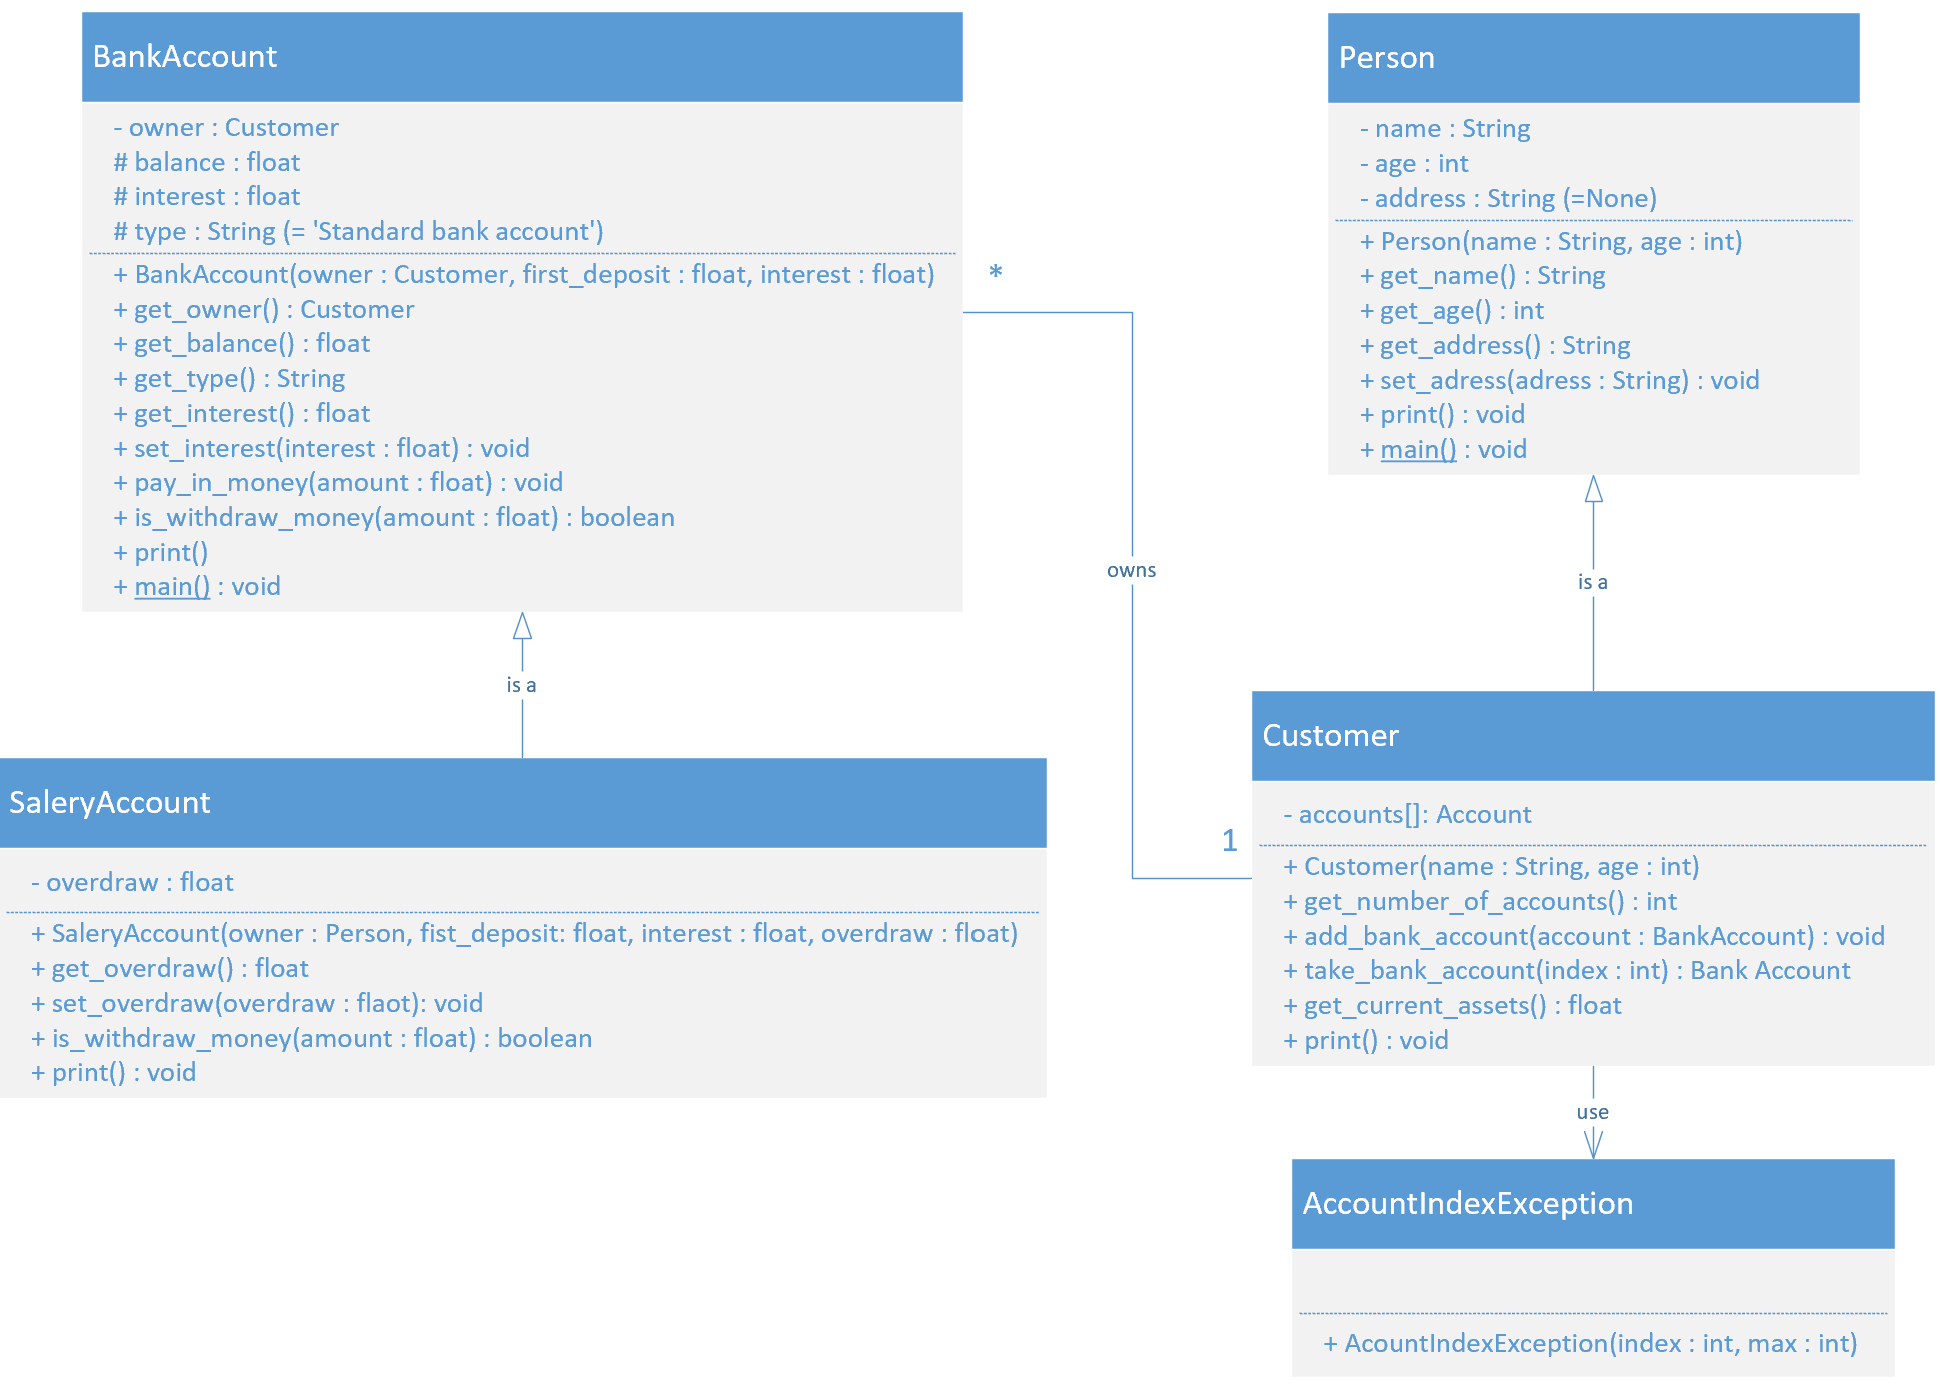 BankAccount
- owner : Customer
# balance : float
# interest : float
# type : String (= 'Standard bank account')
+ BankAccount(owner : Customer, first_deposit : float, interest : float)
+ get_owner() : Customer
+ get_balance() : float
+ get_type() : String
+ get_interest() : float
+ set_interest(interest : float) : void
+ pay_in_money(amount : float) : void
+ is_withdraw_money(amount : float) : boolean
+ print()
+ main() : void
*
owns
1
is a
SaleryAccount
- overdraw : float
+ SaleryAccount(owner : Person, fist_deposit: float, interest : float, overdraw : float)
+ get_overdraw() : float
+ set_overdraw(overdraw : flaot): void
+ is_withdraw_money(amount : float) : boolean
+ print() : void
Person
- name : String
- age : int
- address : String (=None)
+ Person(name : String, age : int)
+ get_name() : String
+ get_age() : int
+ get_address() : String
+ set_adress(adress : String) : void
+ print() : void
+ main() : void
is a
Customer
- accounts[]: Account
+ Customer(name : String, age : int)
+ get_number_of_accounts() : int
+ add_bank_account(account : BankAccount) : void
+ take_bank_account(index : int) : Bank Account
+ get_current_assets() : float
+ print() : void
use
AccountIndexException
+ AcountIndexException(index : int, max : int)